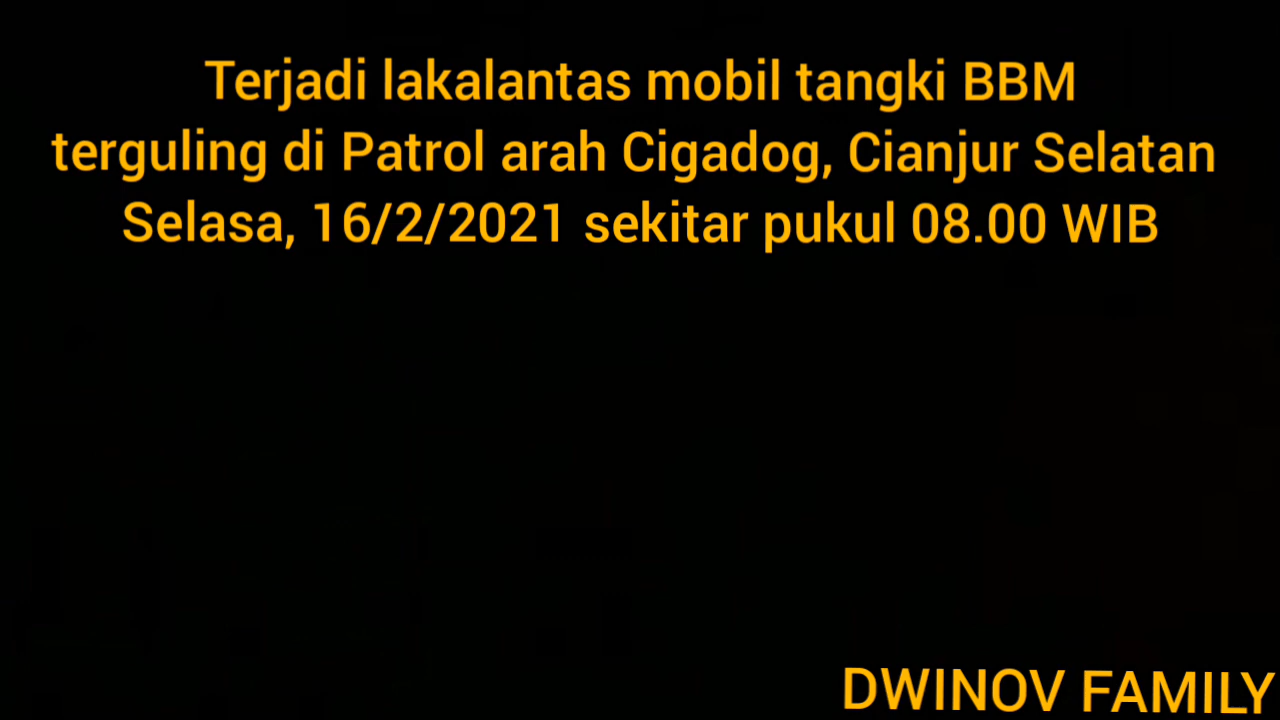 Terjadi lakalantas mobil tangki BBM
terguling di Patrol arah Cigadog, Cianjur Selatan
Selasa, 16/2/2021 sekitar pukul 08.00 WIB
DWINOV FAMILY